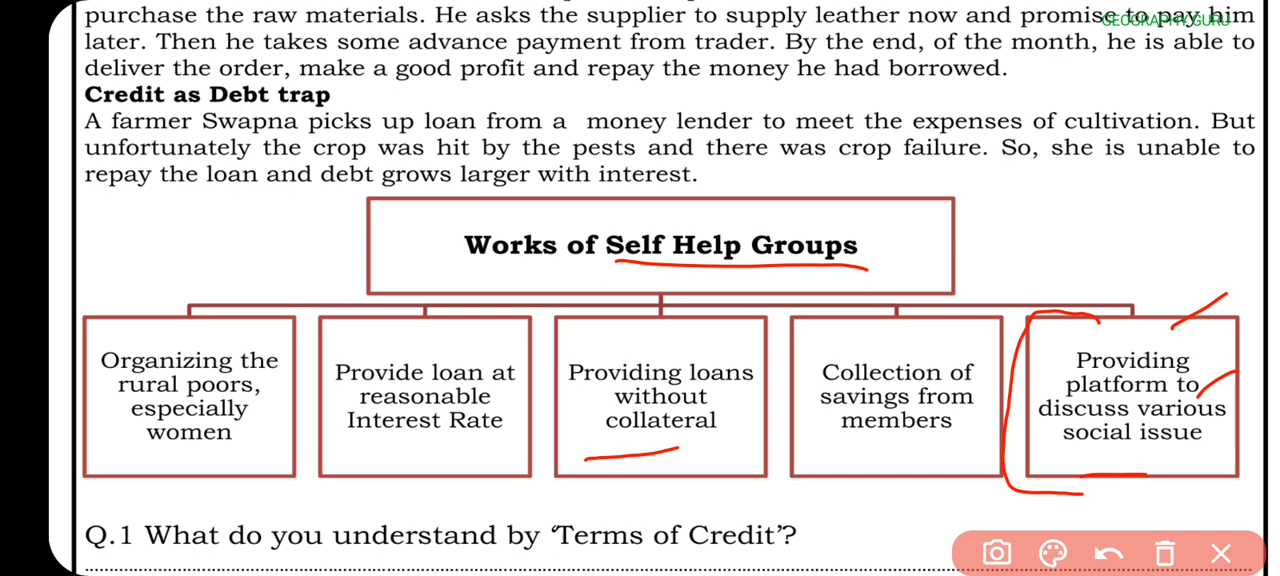 purchase the raw materials. He asks the supplier to supply leather now and promise to pay him
GEOGRAPHY GURU
later. Then he takes some advance payment from trader. By the end, of the month, he is able to
deliver the order, make a good profit and repay the money he had borrowed.
Credit as Debt trap
A farmer Swapna picks up loan from a money lender to meet the expenses of cultivation. But
unfortunately the crop was hit by the pests and there was crop failure. So, she is unable to
repay the loan and debt grows larger with interest.
Works of Self Help Groups
Organizing the
rural poors,
especially
women
Provide loan at
reasonable
Interest Rate
Providing loans
without
collateral
Collection of
savings from
members
Providing
platform to
discuss various
social issue
Q.1 What do you understand by ‘Terms of Credit’?